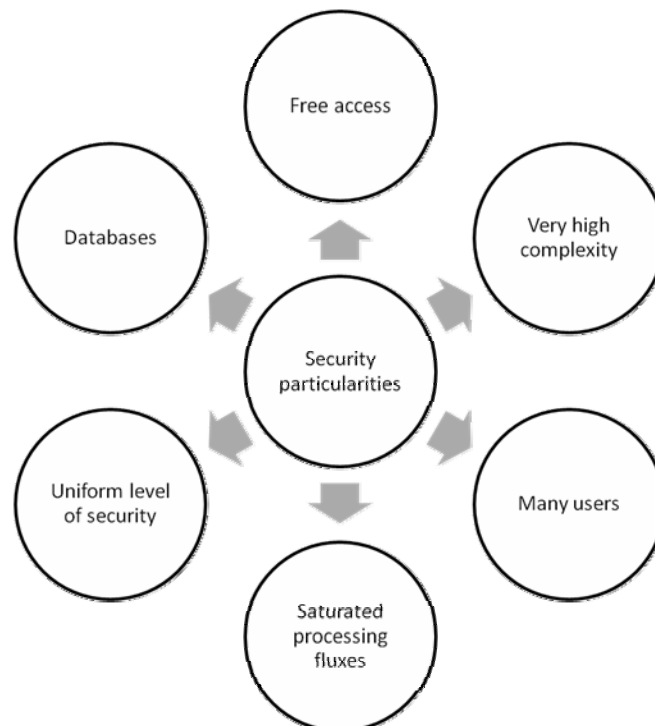 Free access
Databases
Very high
complexity
Security
particularities
Uniform level
of security
Many users
Saturated
processing
fluxes